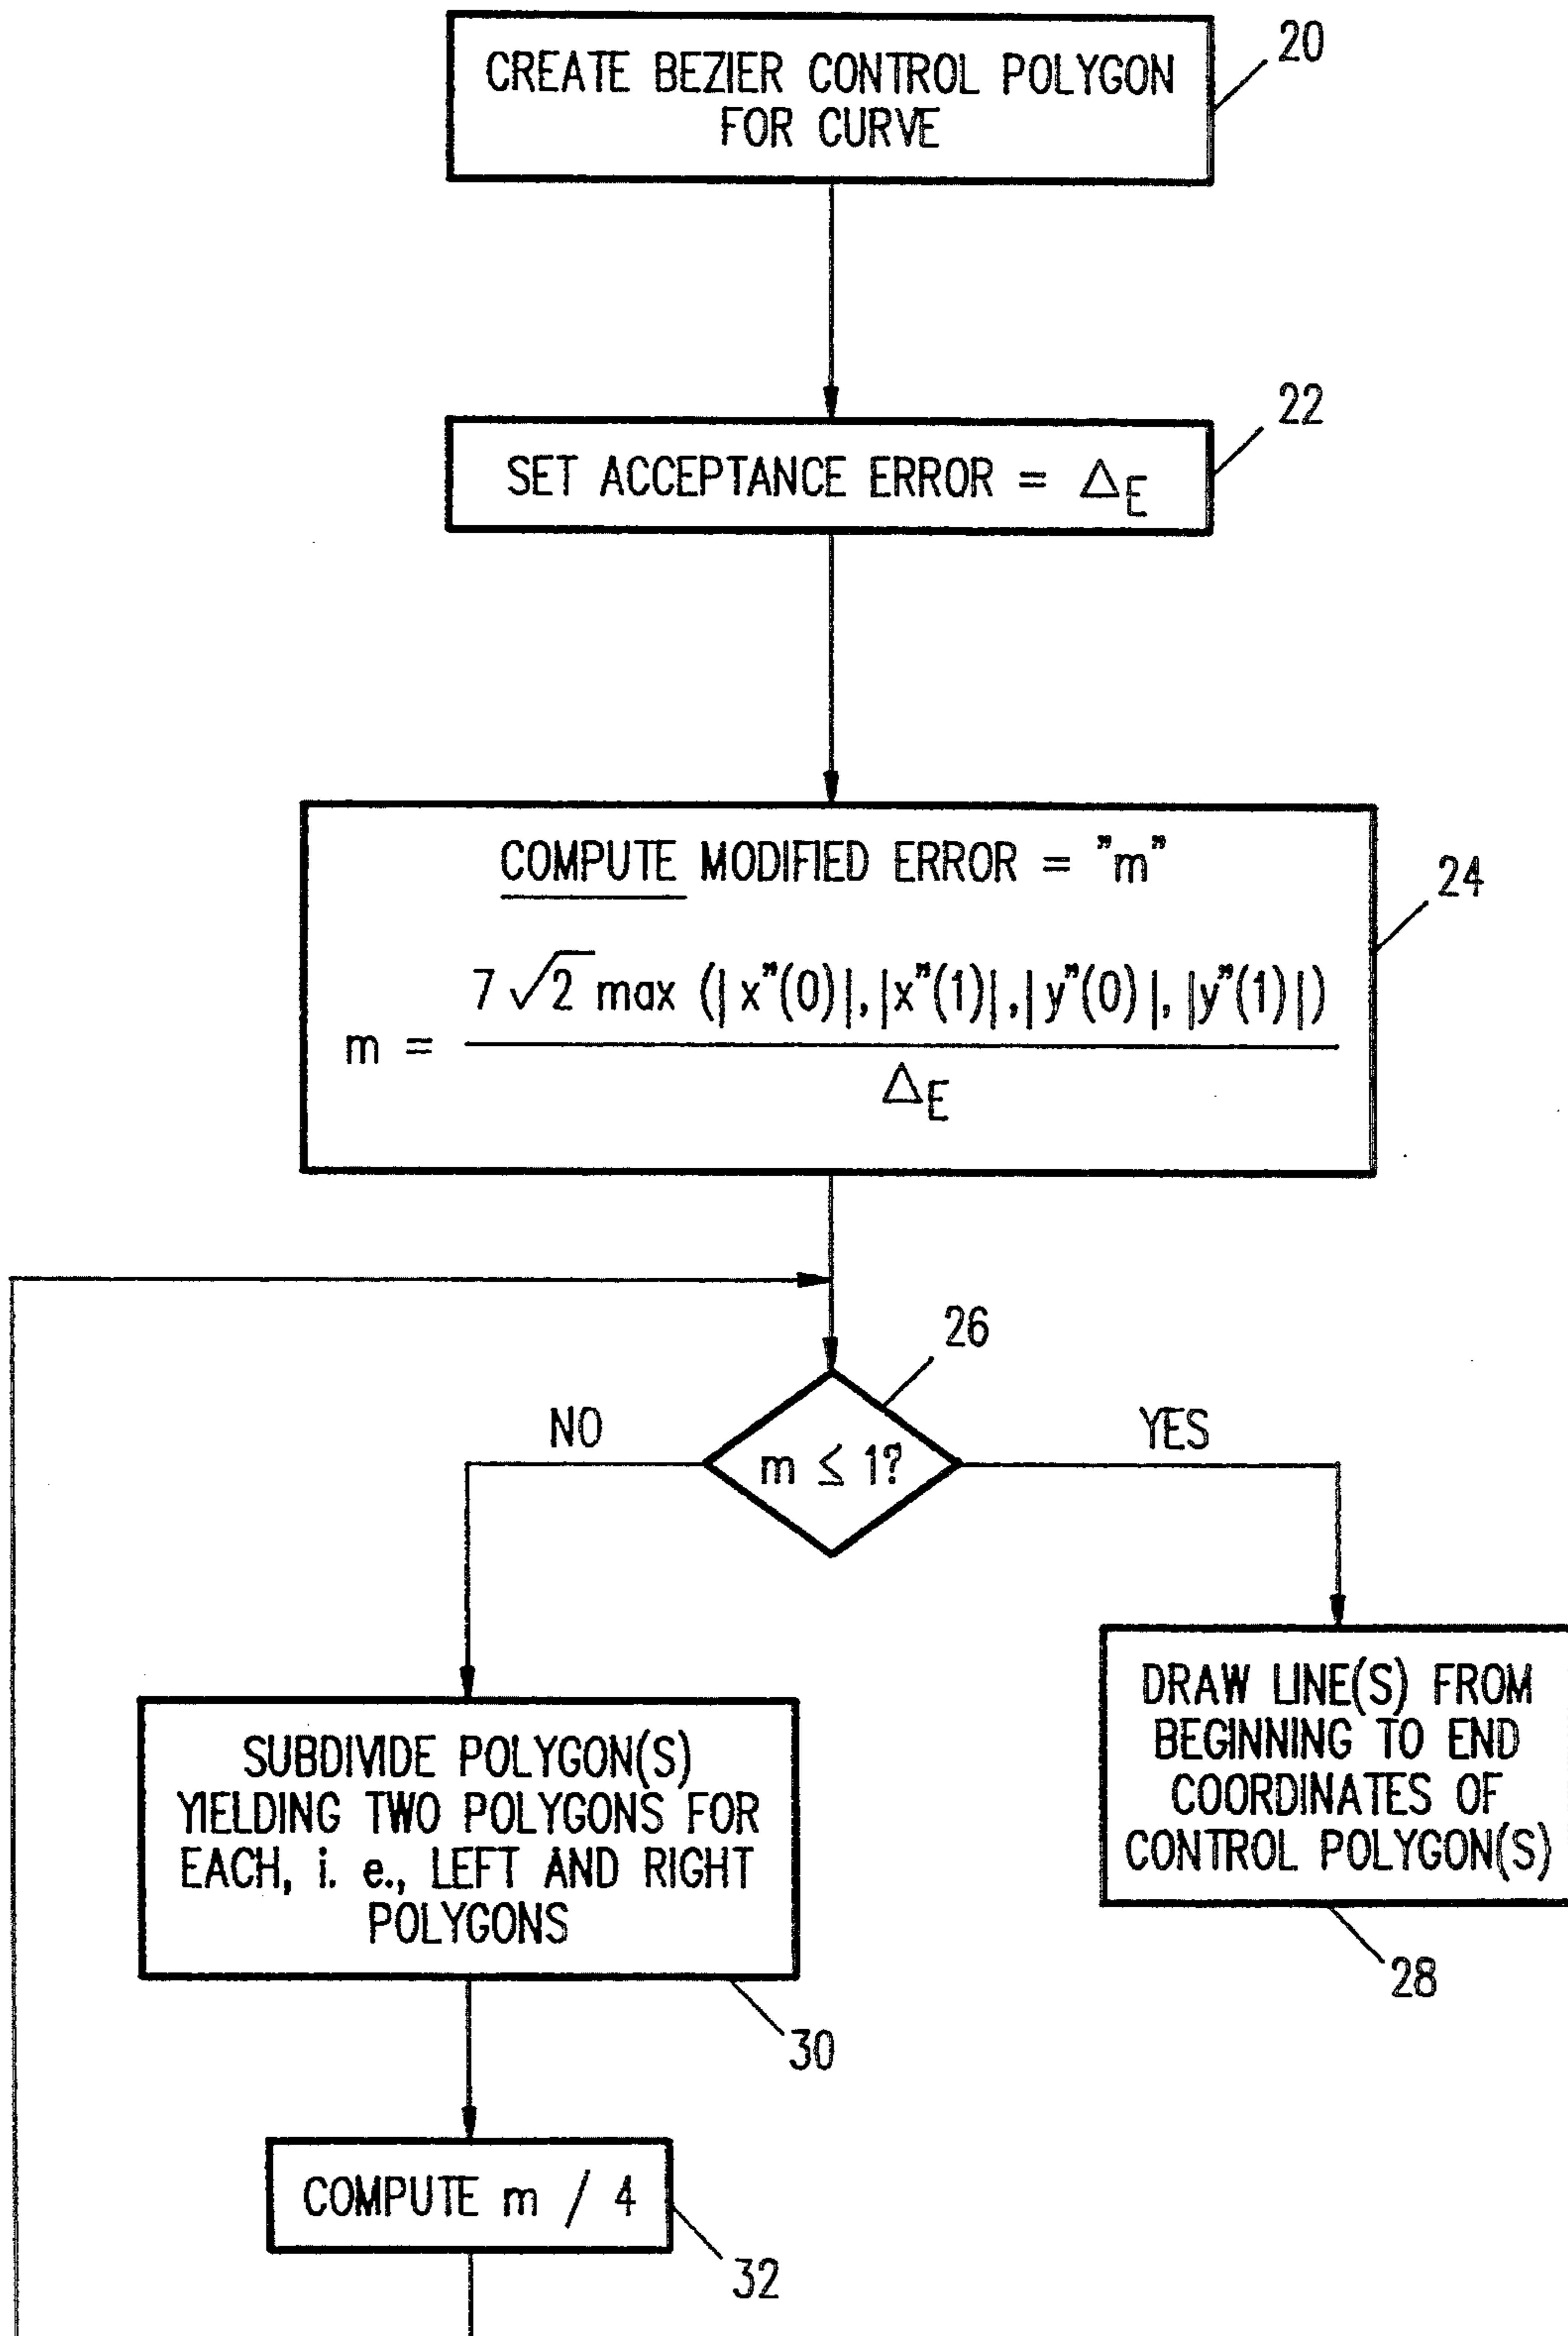 CREATE BEZIER CONTROL POLYGON
FOR CURVE
20
SET ACCEPTANCE ERROR = Δ_E
22
COMPUTE MODIFIED ERROR = "m"
m = 7 √2 max (|x"(0)|, |x"(1)|, |y"(0)|, |y"(1)|) / Δ_E
24
26
m ≤ 1?
NO
YES
SUBDIVIDE POLYGON(S)
YIELDING TWO POLYGONS FOR
EACH, i. e., LEFT AND RIGHT
POLYGONS
30
DRAW LINE(S) FROM
BEGINNING TO END
COORDINATES OF
CONTROL POLYGON(S)
28
COMPUTE m / 4
32